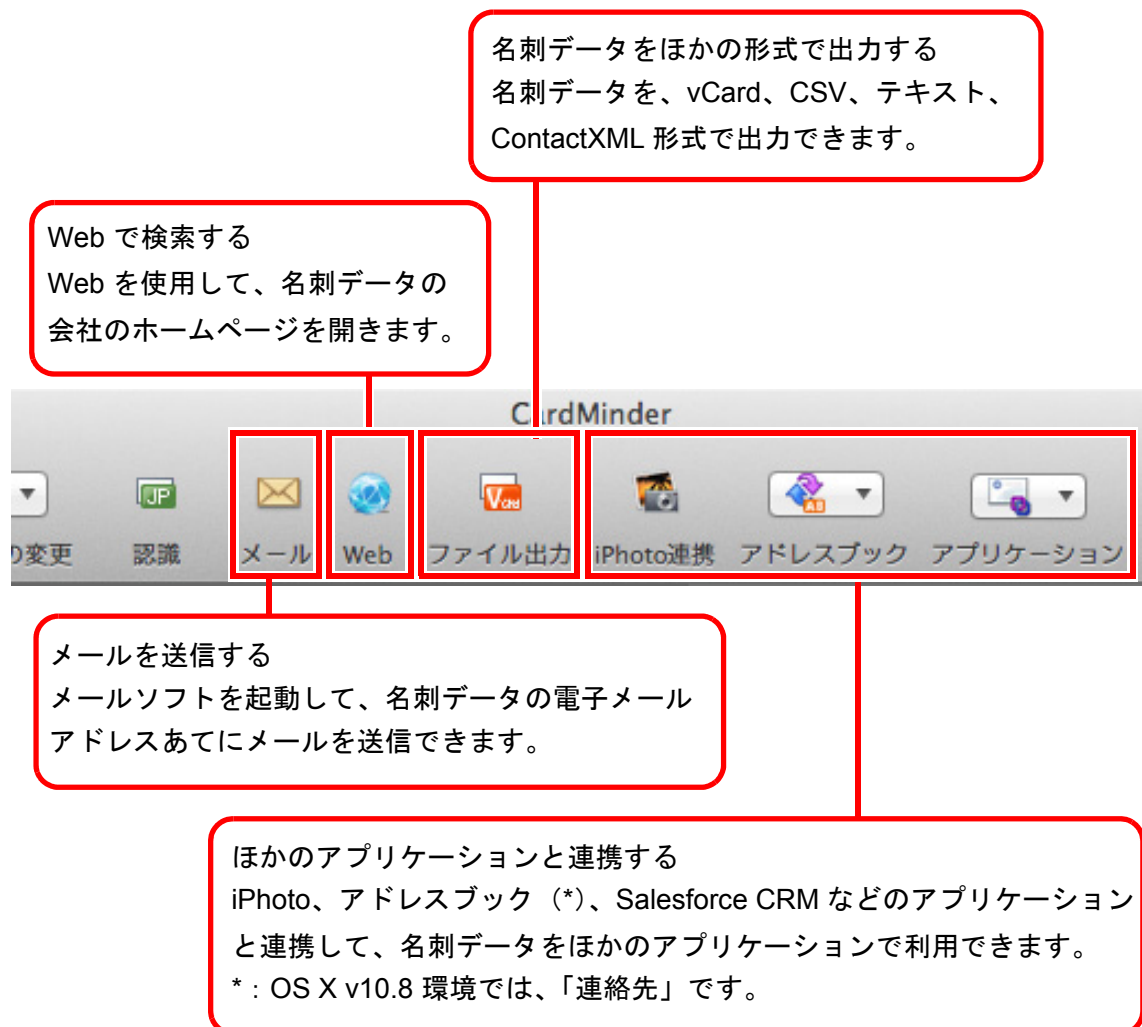 名刺データをほかの形式で出力する
名刺データを、vCard、CSV、テキスト、
ContactXML 形式で出力できます。
Web で検索する
Web を使用して、名刺データの
会社のホームページを開きます。
CardMinder
の変更
JP
認識
メール
Web
Vcard
ファイル出力
iPhoto連携
AB
アドレスブック
アプリケーション
メールを送信する
メールソフトを起動して、名刺データの電子メール
アドレスあてにメールを送信できます。
ほかのアプリケーションと連携する
iPhoto、アドレスブック（*）、Salesforce CRM などのアプリケーション
と連携して、名刺データをほかのアプリケーションで利用できます。
*：OS X v10.8 環境では、「連絡先」です。